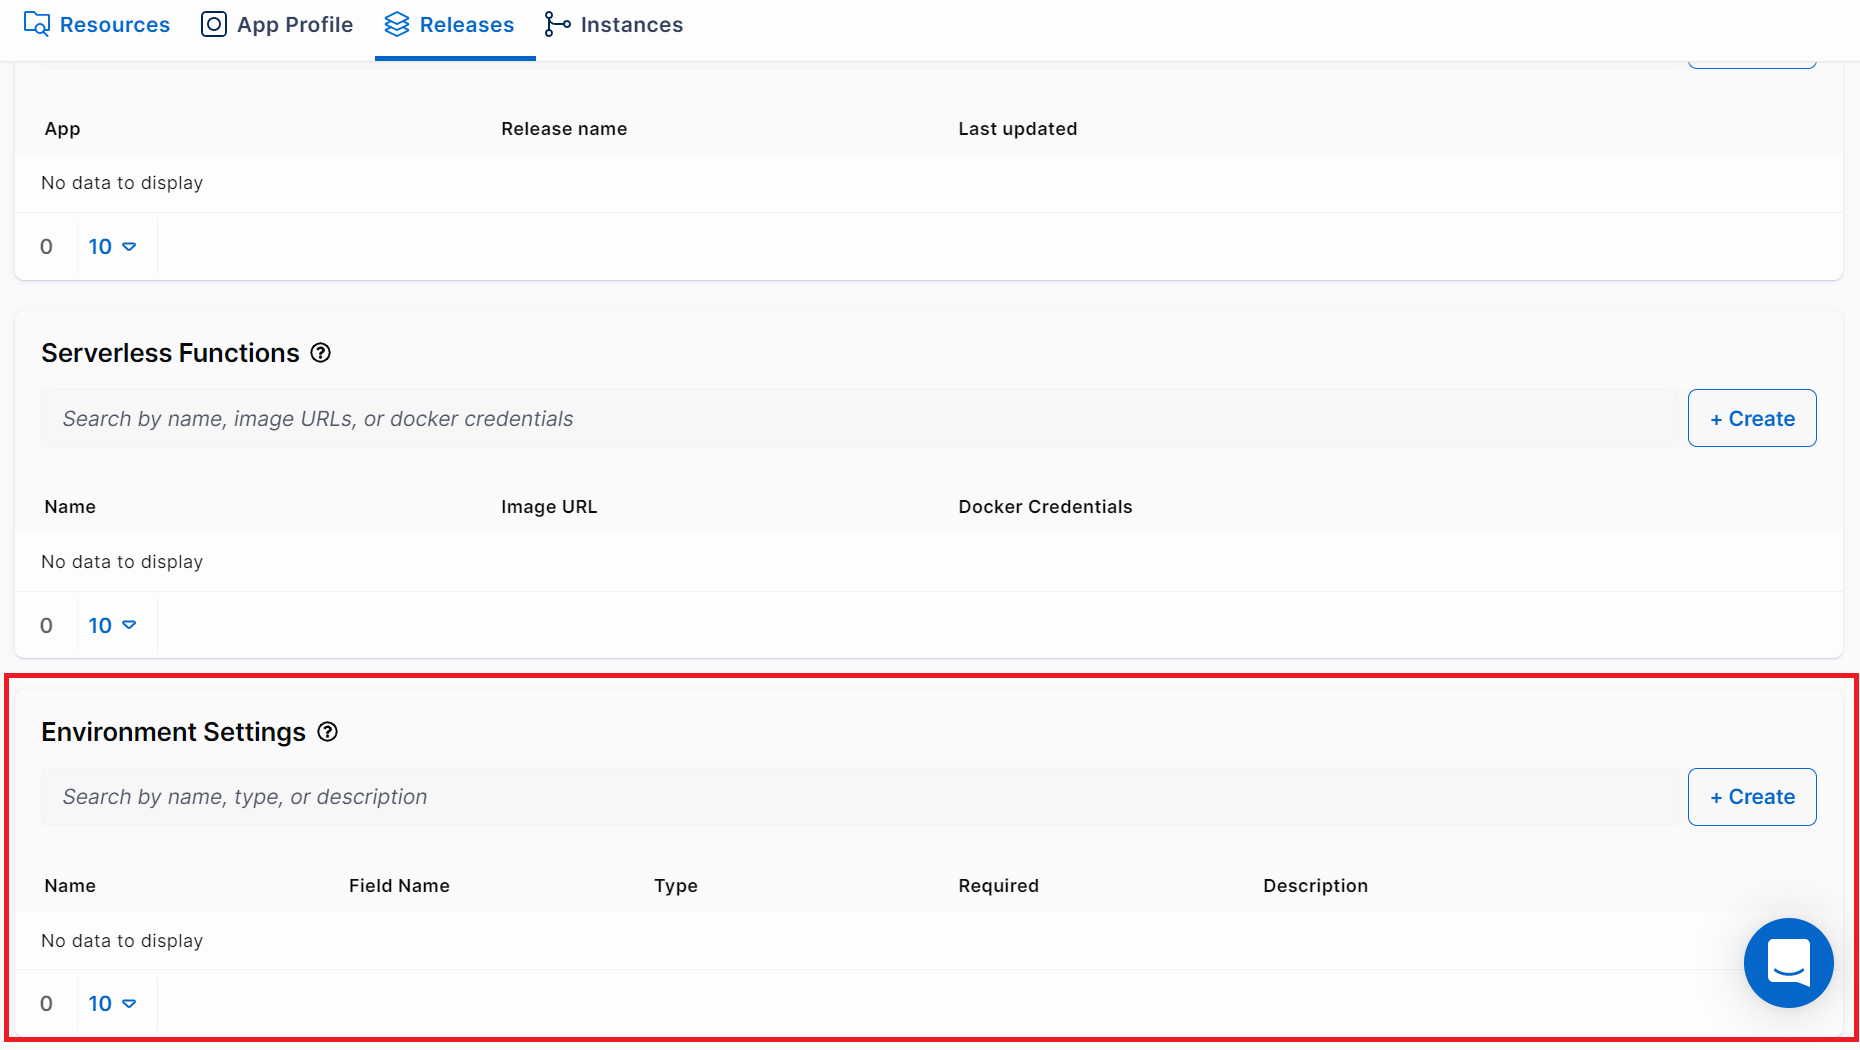 Resources App Profile Releases Instances
App Release name Last updated
No data to display
0 10
Serverless Functions ?
Search by name, image URLs, or docker credentials + Create
Name Image URL Docker Credentials
No data to display
0 10
Environment Settings ?
Search by name, type, or description + Create
Name Field Name Type Required Description
No data to display
0 10